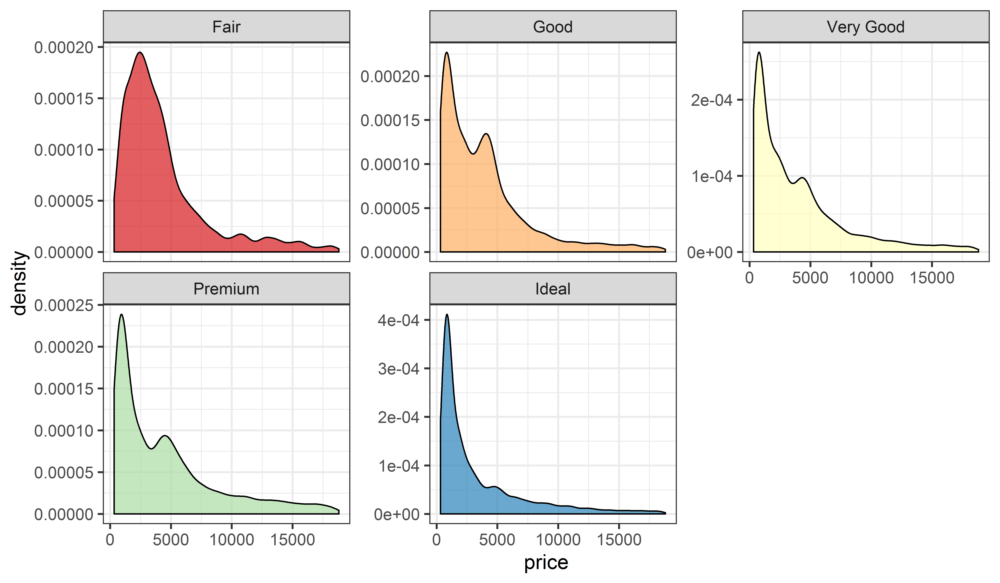 Fair
Good
Very Good
0.00020
0.00015
0.00010
0.00005
0.00000
0.00020
0.00015
0.00010
0.00005
0.00000
2e-04
1e-04
0e+00
0 5000 10000 15000
density
Premium
Ideal
0.00025
0.00020
0.00015
0.00010
0.00005
0.00000
4e-04
3e-04
2e-04
1e-04
0e+00
0 5000 10000 15000
0 5000 10000 15000
price